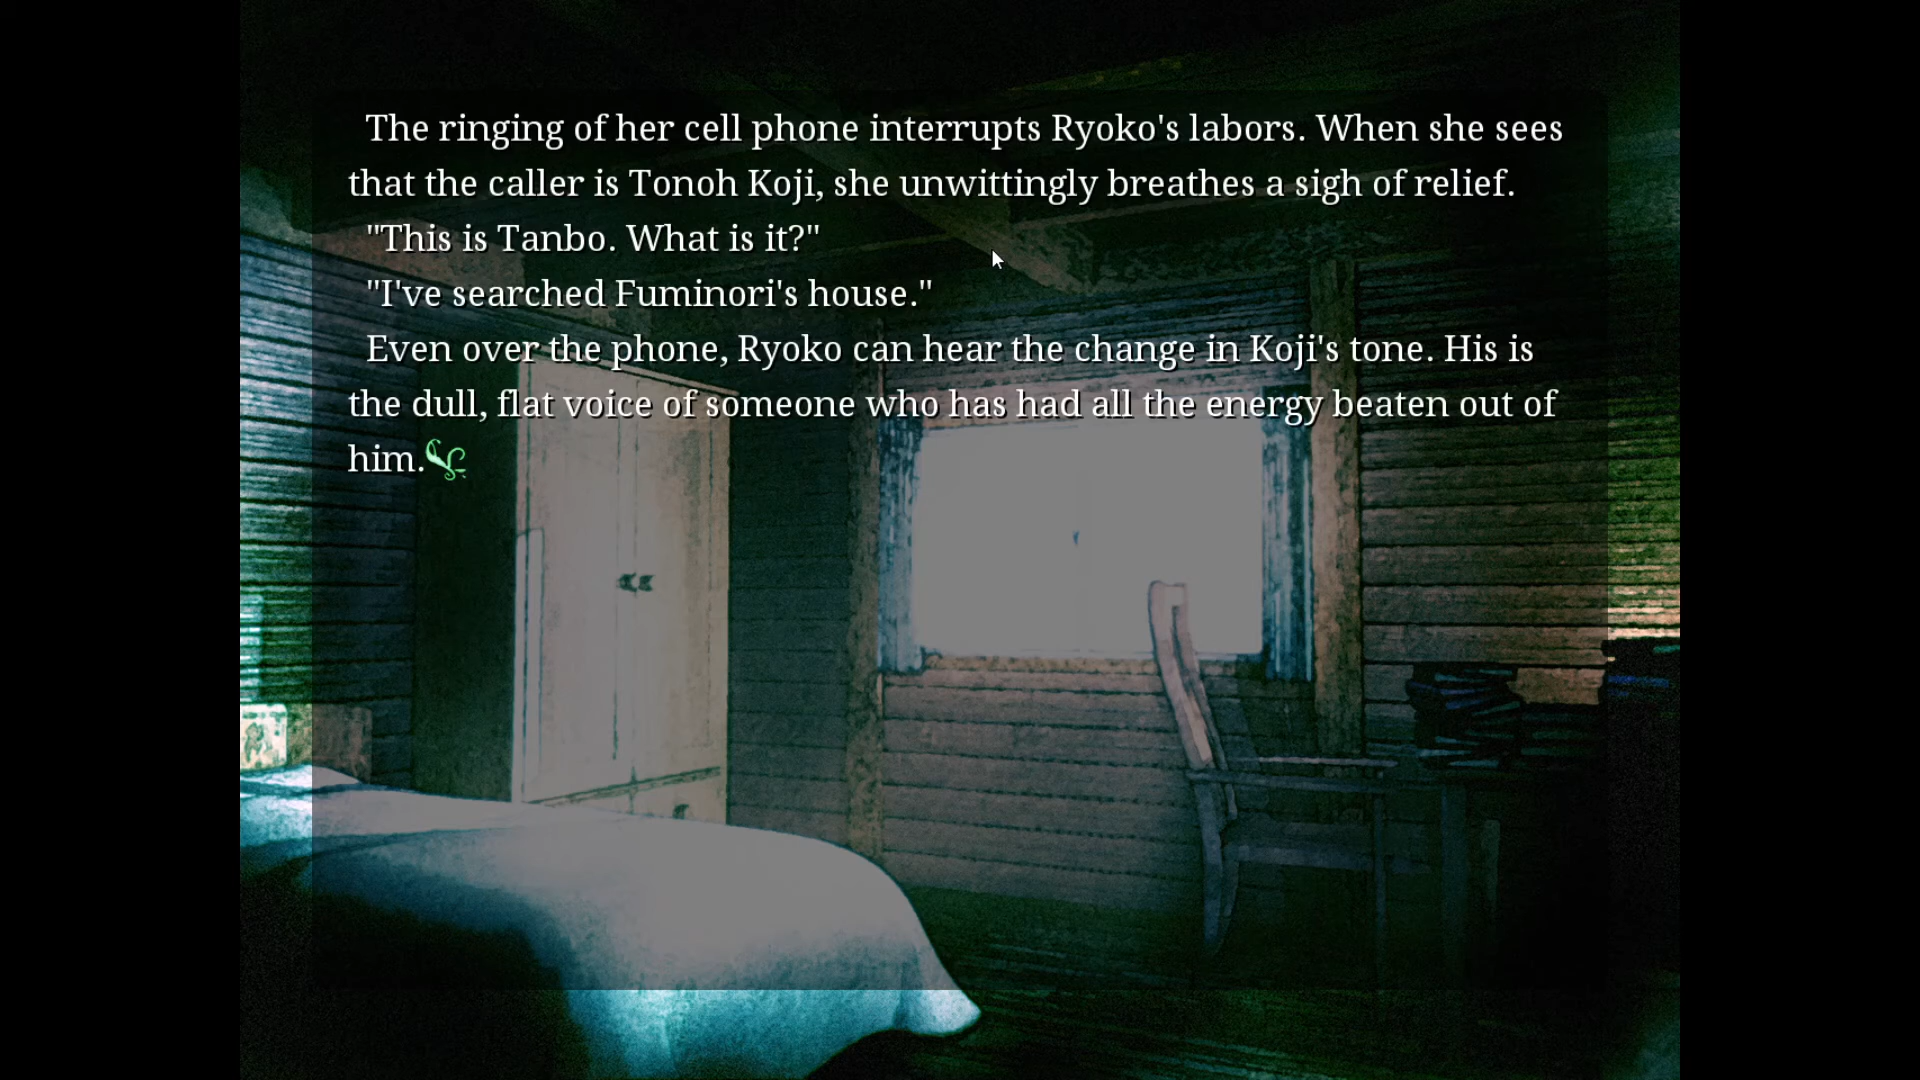 The ringing of her cell phone interrupts Ryoko's labors. When she sees
that the caller is Tonoh Koji, she unwittingly breathes a sigh of relief.
"This is Tanbo. What is it?"
"I've searched Fuminori's house."
Even over the phone, Ryoko can hear the change in Koji's tone. His is
the dull, flat voice of someone who has had all the energy beaten out of
him.